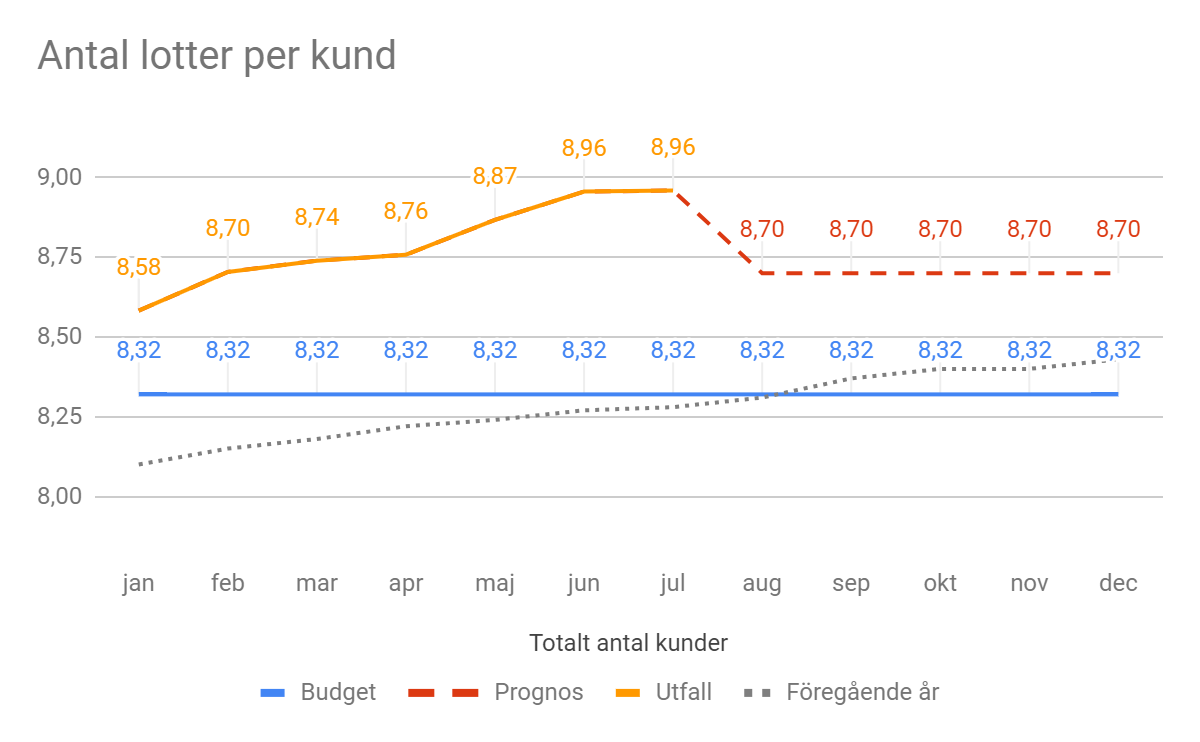 Antal lotter per kund
8,96 8,96
9,00 8,87
8,58 8,70 8,74 8,76 8,70 8,70 8,70 8,70 8,70
8,75
8,50
8,32 8,32 8,32 8,32 8,32 8,32 8,32 8,32 8,32 8,32 8,32 8,32
8,25
8,00
jan feb mar apr maj jun jul aug sep okt nov dec
Totalt antal kunder
Budget Prognos Utfall Föregående år